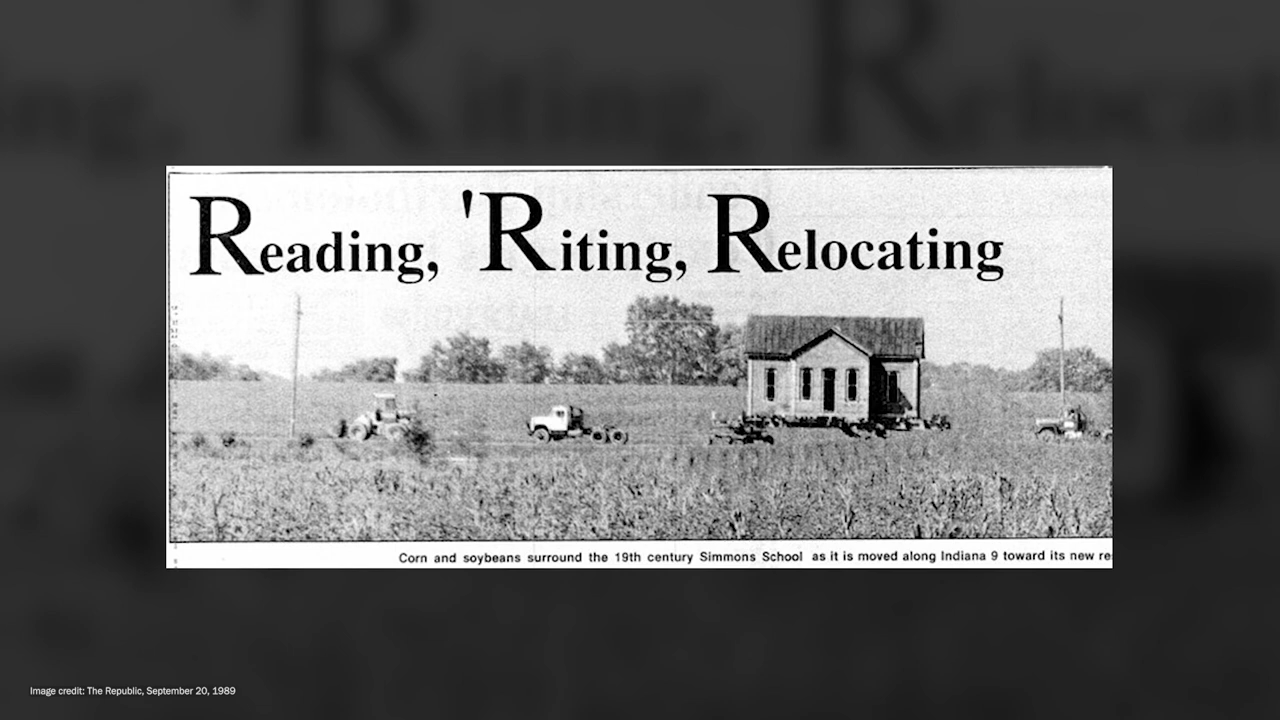 Reading, 'Riting, Relocating
Corn and soybeans surround the 19th century Simmons School as it is moved along Indiana 9 toward its new re
Image credit: The Republic, September 20, 1989